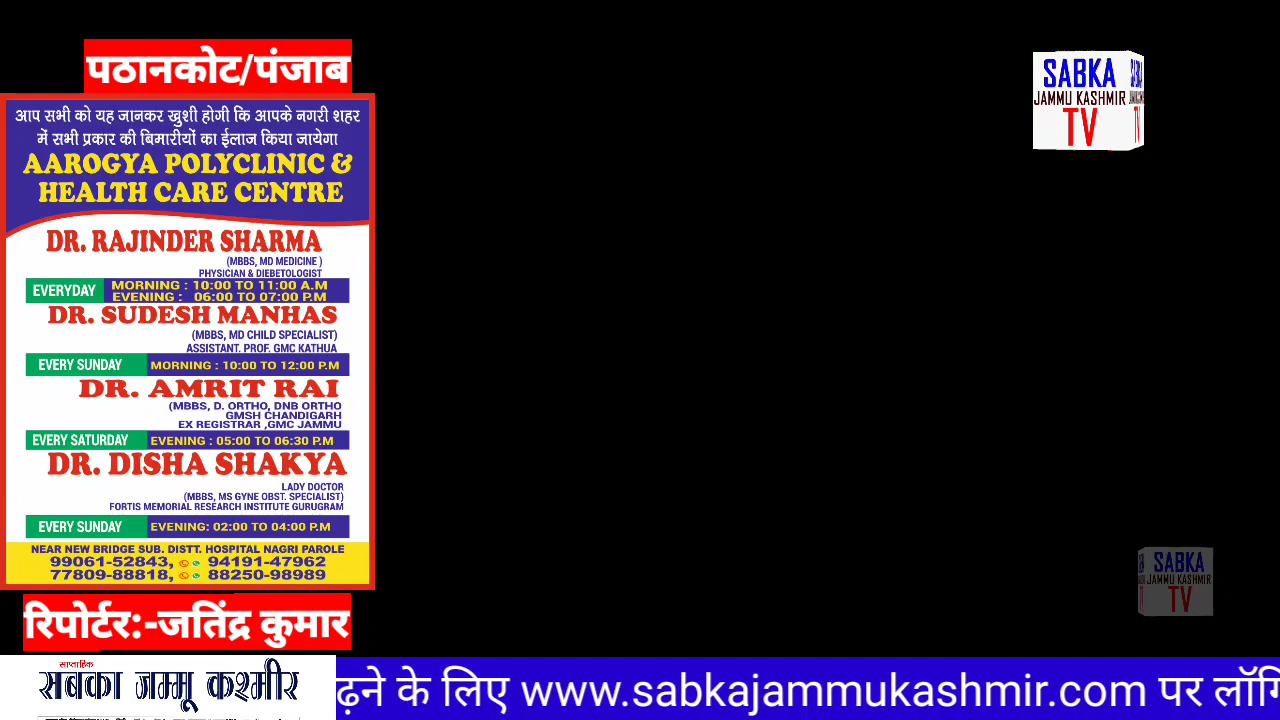 पठानकोट/पंजाब
आप सभी को यह जानकर खुशी होगी कि आपके नगरी शहर
में सभी प्रकार की बिमारीयों का ईलाज किया जायेगा
AAROGYA POLYCLINIC &
HEALTH CARE CENTRE
DR. RAJINDER SHARMA
(MBBS, MD MEDICINE )
PHYSICIAN & DIEBETOLOGIST
EVERYDAY
MORNING : 10:00 TO 11:00 A.M
EVENING : 06:00 TO 07:00 P.M
DR. SUDESH MANHAS
(MBBS, MD CHILD SPECIALIST)
ASSISTANT. PROF. GMC KATHUA
EVERY SUNDAY MORNING : 10:00 TO 12:00 P.M
DR. AMRIT RAI
(MBBS, D. ORTHO, DNB ORTHO
GMSH CHANDIGARH
EX REGISTRAR ,GMC JAMMU
EVERY SATURDAY EVENING : 05:00 TO 06:30 P.M
DR. DISHA SHAKYA
LADY DOCTOR
(MBBS, MS GYNE OBST. SPECIALIST)
FORTIS MEMORIAL RESEARCH INSTITUTE GURUGRAM
EVERY SUNDAY EVENING: 02:00 TO 04:00 P.M
NEAR NEW BRIDGE SUB. DISTT. HOSPITAL NAGRI PAROLE
99061-52843, 94191-47962
77809-88818, 88250-98989
रिपोर्टर:-जतिंद्र कुमार
SABKA
JAMMU KASHMIR
TV
SABKA
JAMMU KASHMIR
TV
साप्ताहिक
सबका जम्मू कश्मीर
ढ़ने के लिए www.sabkajammukashmir.com पर लॉगि